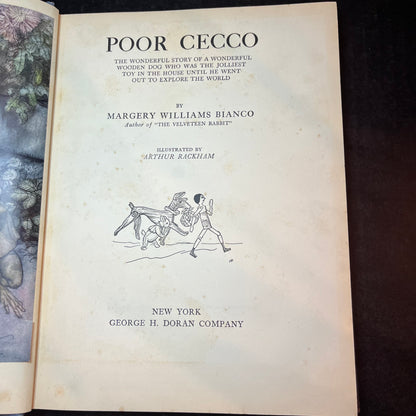 POOR CECCO
THE WONDERFUL STORY OF A WONDERFUL
WOODEN DOG WHO WAS THE JOLLIEST
TOY IN THE HOUSE UNTIL HE WENT
OUT TO EXPLORE THE WORLD
BY
MARGERY WILLIAMS BIANCO
Author of "THE VELVETEEN RABBIT"
ILLUSTRATED BY
ARTHUR RACKHAM
NEW YORK
GEORGE H. DORAN COMPANY